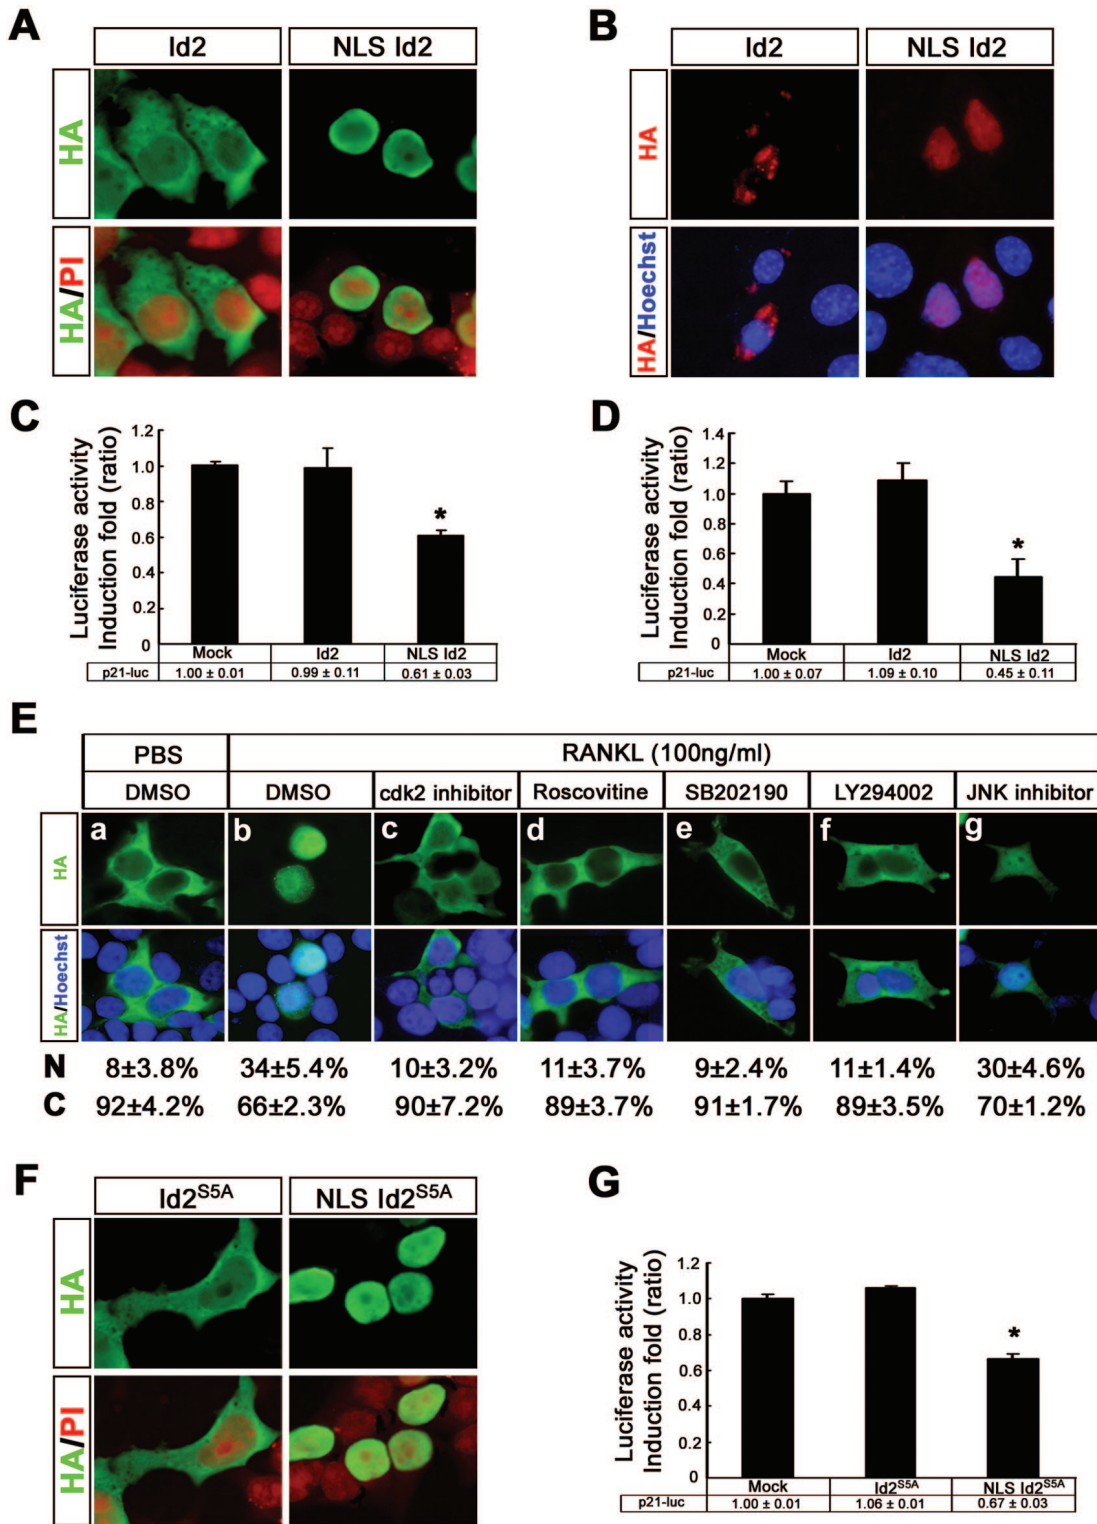 A
B
Id2 NLS Id2
Id2 NLS Id2
HA
HA/PI
HA
HA/Hoechst
C
Luciferase activity
Induction fold (ratio)
1.2
1.0
0.8
0.6
0.4
0.2
0
*
Mock Id2 NLS Id2
p21-luc 1.00 ± 0.01 0.99 ± 0.11 0.61 ± 0.03
D
Luciferase activity
Induction fold (ratio)
1.4
1.2
1.0
0.8
0.6
0.4
0.2
0
*
Mock Id2 NLS Id2
p21-luc 1.00 ± 0.07 1.09 ± 0.10 0.45 ± 0.11
E
PBS RANKL (100ng/ml)
DMSO DMSO cdk2 inhibitor Roscovitine SB202190 LY294002 JNK inhibitor
a b c d e f g
HA
HA/Hoechst
N 8±3.8% 34±5.4% 10±3.2% 11±3.7% 9±2.4% 11±1.4% 30±4.6%
C 92±4.2% 66±2.3% 90±7.2% 89±3.7% 91±1.7% 89±3.5% 70±1.2%
F
Id2S5A NLS Id2S5A
HA
HA/PI
G
Luciferase activity
Induction fold (ratio)
1.2
1.0
0.8
0.6
0.4
0.2
0
*
Mock Id2S5A NLS Id2S5A
p21-luc 1.00 ± 0.01 1.06 ± 0.01 0.67 ± 0.03